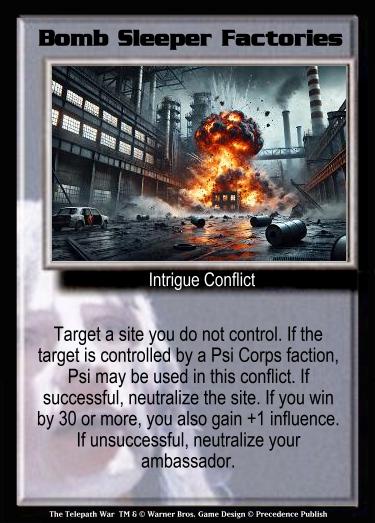 Bomb Sleeper Factories
Intrigue Conflict
Target a site you do not control. If the
target is controlled by a Psi Corps faction,
Psi may be used in this conflict. If
successful, neutralize the site. If you win
by 30 or more, you also gain +1 influence.
If unsuccessful, neutralize your
ambassador.
The Telepath War TM & © Warner Bros. Game Design © Precedence Publish